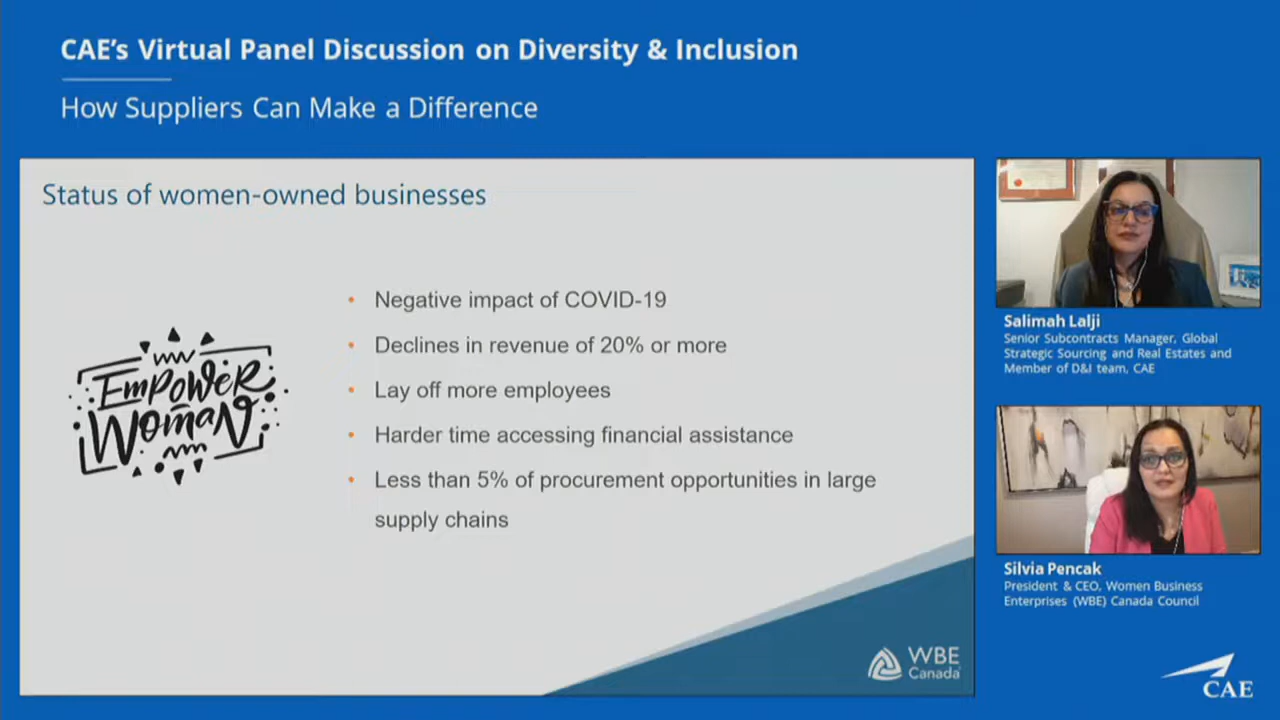 CAE’s Virtual Panel Discussion on Diversity & Inclusion
How Suppliers Can Make a Difference
Status of women-owned businesses
EMPOWER
WOMAN
• Negative impact of COVID-19
• Declines in revenue of 20% or more
• Lay off more employees
• Harder time accessing financial assistance
• Less than 5% of procurement opportunities in large
supply chains
WBE
Canada
Salimah Lalji
Senior Subcontracts Manager, Global
Strategic Sourcing and Real Estates and
Member of D&I team, CAE
Silvia Pencak
President & CEO, Women Business
Enterprises (WBE) Canada Council
CAE